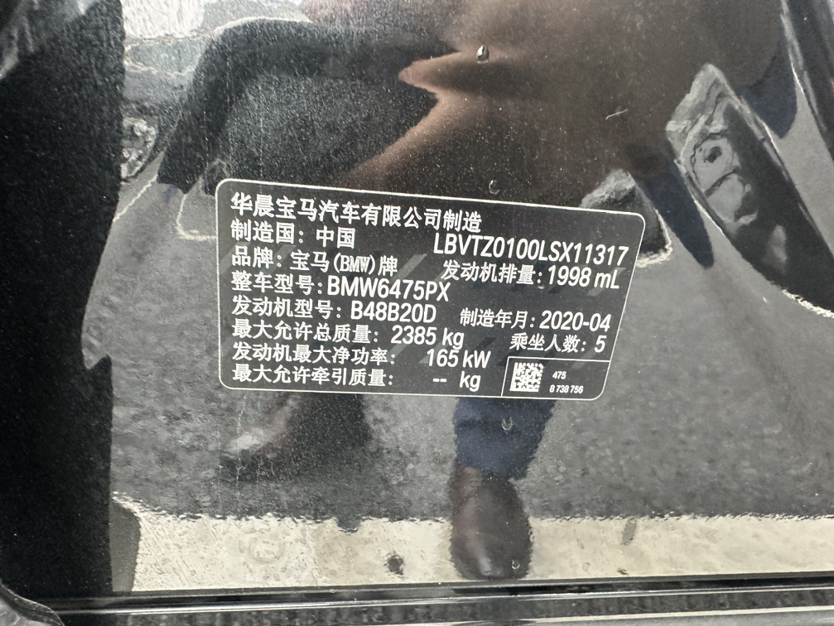 华晨宝马汽车有限公司制造
制造国：中国 LBVTZ0100LSX11317
品牌：宝马(BMW)牌 发动机排量：1998 mL
整车型号：BMW6475PX
发动机型号：B48B20D 制造年月：2020-04
最大允许总质量：2385 kg 乘坐人数：5
发动机最大净功率：165 kW
最大允许牵引质量：-- kg
475
8 738 756